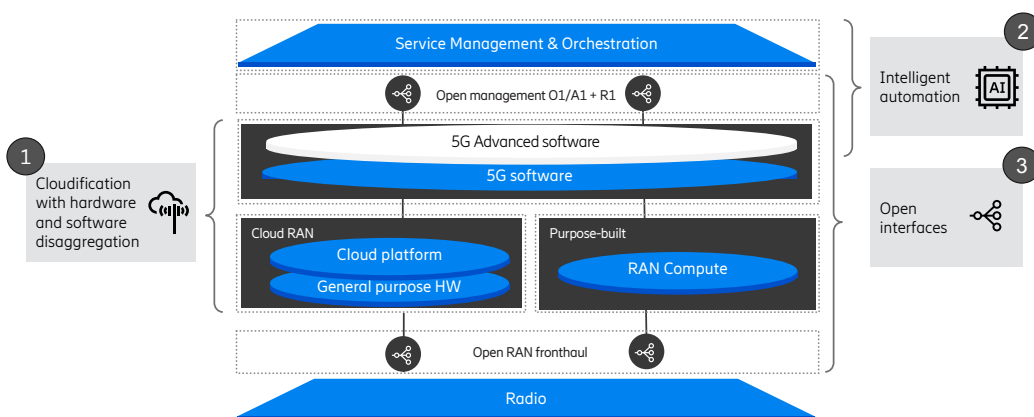 Service Management & Orchestration
2
Intelligent
automation
AI
Open management O1/A1 + R1
5G Advanced software
5G software
1
Cloudification
with hardware
and software
disaggregation
3
Open
interfaces
Cloud RAN
Cloud platform
General purpose HW
Purpose-built
RAN Compute
Open RAN fronthaul
Radio